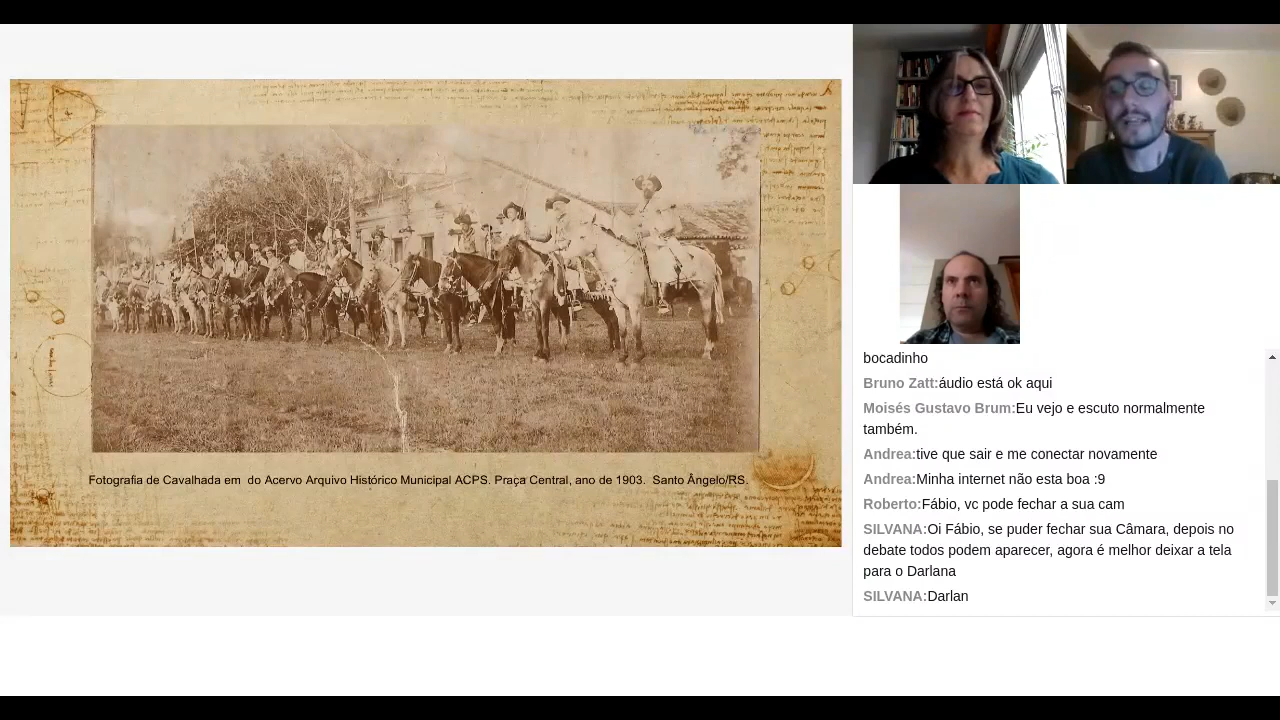 Fotografia de Cavalhada em do Acervo Arquivo Histórico Municipal ACPS. Praça Central, ano de 1903. Santo Ângelo/RS.
bocadinho
Bruno Zatt:áudio está ok aqui
Moisés Gustavo Brum:Eu vejo e escuto normalmente
também.
Andrea:tive que sair e me conectar novamente
Andrea:Minha internet não esta boa :9
Roberto:Fábio, vc pode fechar a sua cam
SILVANA:Oi Fábio, se puder fechar sua Câmara, depois no
debate todos podem aparecer, agora é melhor deixar a tela
para o Darlana
SILVANA:Darlan